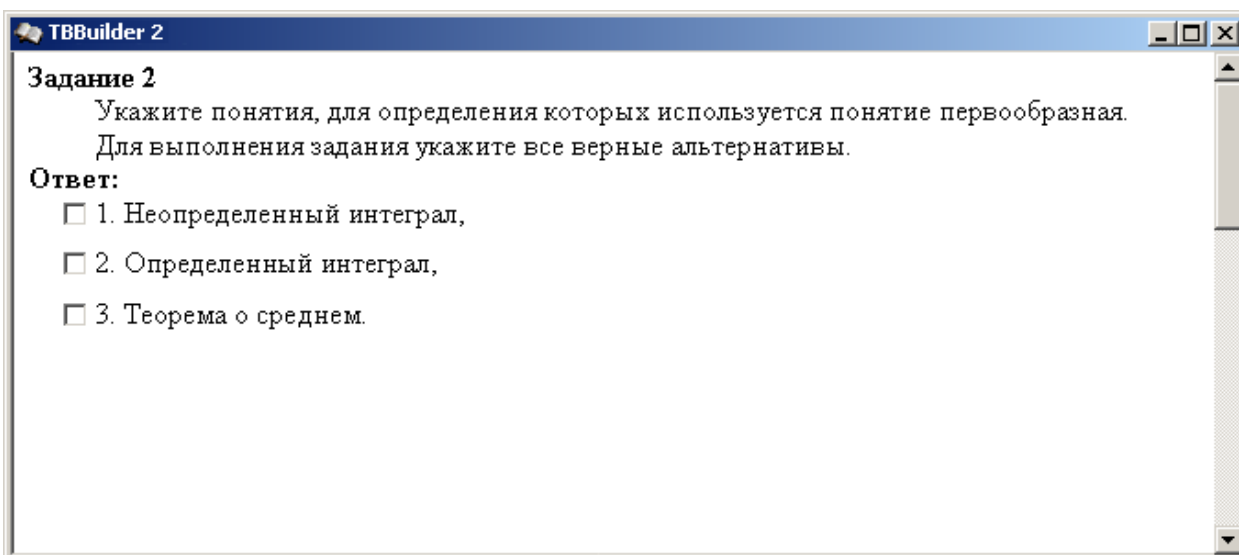 TBBuilder 2
Задание 2
Укажите понятия, для определения которых используется понятие первообразная.
Для выполнения задания укажите все верные альтернативы.
Ответ:
1. Неопределенный интеграл,
2. Определенный интеграл,
3. Теорема о среднем.